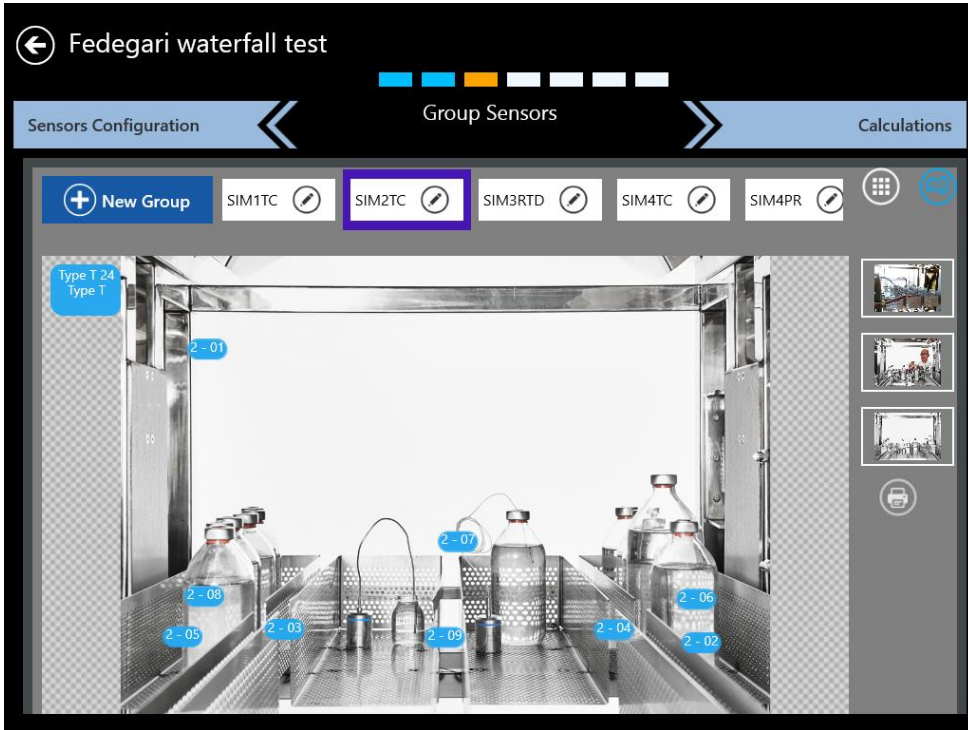 Fedegari waterfall test
Sensors Configuration
Group Sensors
Calculations
New Group
SIM1TC
SIM2TC
SIM3RTD
SIM4TC
SIM4PR
Type T 24
Type T
2 - 01
2 - 07
2 - 08
2 - 06
2 - 05
2 - 03
2 - 09
2 - 04
2 - 02